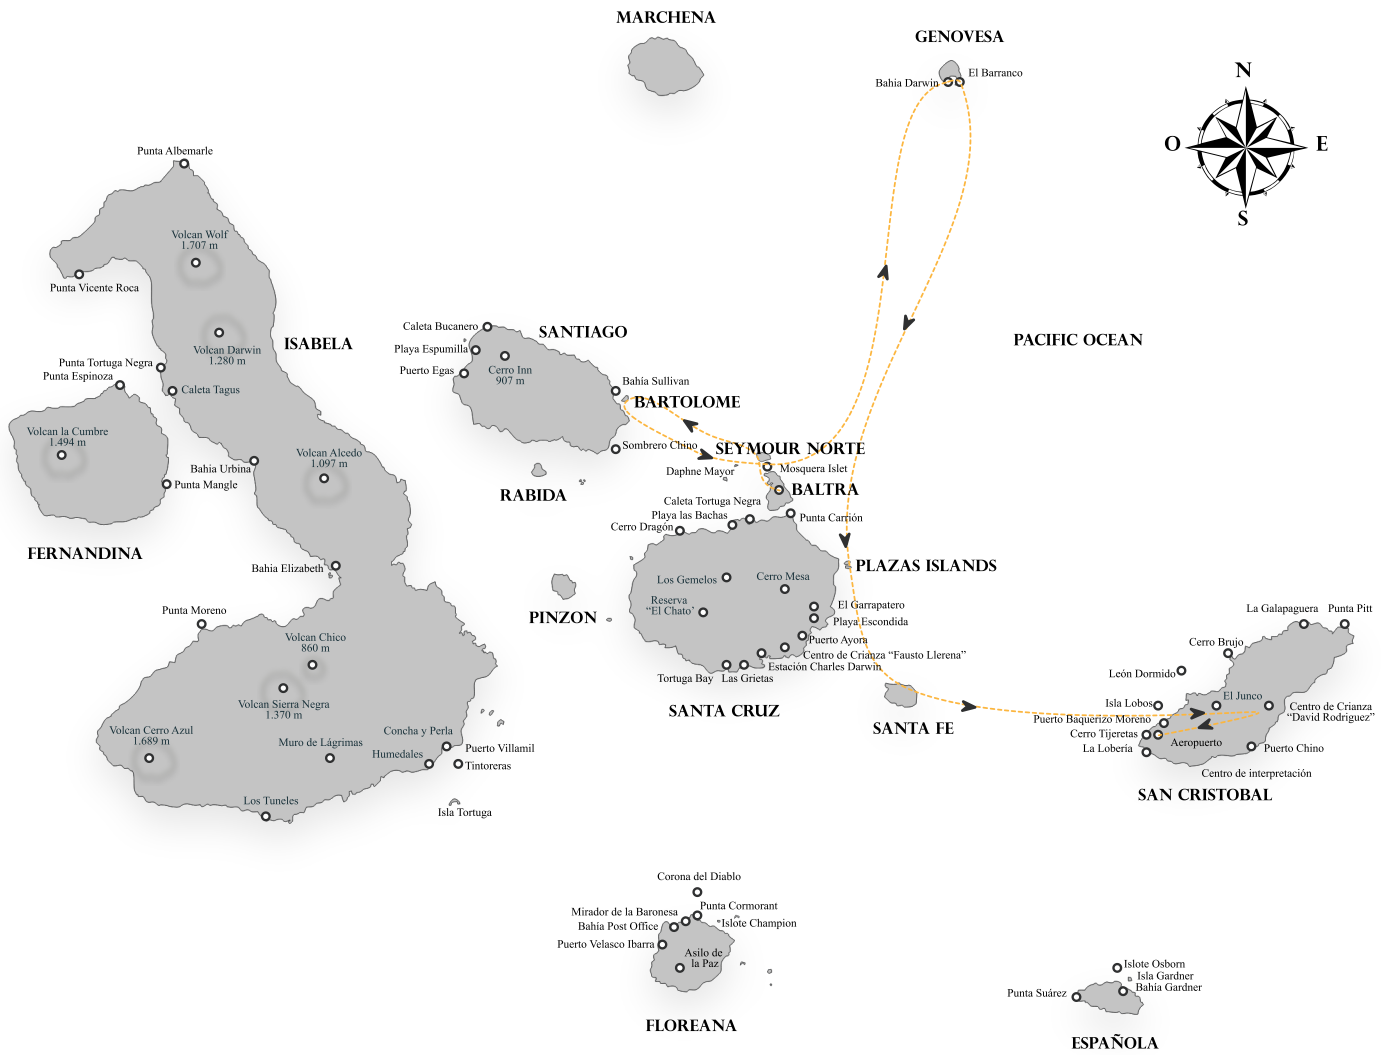 MARCHENA
GENOVESA
El Barranco
Bahia Darwin
N
O
E
S
Punta Albemarle
Volcan Wolf
1.707 m
Punta Vicente Roca
Volcan Darwin
1.280 m
ISABELA
Punta Tortuga Negra
Punta Espinoza
Caleta Tagus
Volcan la Cumbre
1.494 m
Volcan Alcedo
1.097 m
Bahia Urbina
Punta Mangle
FERNANDINA
Bahia Elizabeth
Punta Moreno
Volcan Chico
860 m
Volcan Sierra Negra
1.370 m
Volcan Cerro Azul
1.689 m
Muro de Lágrimas
Concha y Perla
Humedales
Puerto Villamil
Tintoreras
Los Tuneles
Isla Tortuga
Caleta Bucanero
SANTIAGO
Playa Espumilla
Puerto Egas
Cerro Inn
907 m
Bahía Sullivan
BARTOLOME
Sombrero Chino
RABIDA
PINZON
PACIFIC OCEAN
SEYMOUR NORTE
Mosquera Islet
Daphne Mayor
BALTRA
Caleta Tortuga Negra
Playa las Bachas
Cerro Dragón
Punta Carrión
PLAZAS ISLANDS
Los Gemelos
Cerro Mesa
Reserva
“El Chato’
El Garrapatero
Playa Escondida
Puerto Ayora
Centro de Crianza “Fausto Llerena”
Estación Charles Darwin
Tortuga Bay
Las Grietas
SANTA CRUZ
SANTA FE
La Galapaguera
Punta Pitt
Cerro Brujo
León Dormido
Isla Lobos
El Junco
Centro de Crianza
“David Rodriguez”
Puerto Baquerizo Moreno
Cerro Tijeretas
La Lobería
Aeropuerto
Puerto Chino
Centro de interpretación
SAN CRISTOBAL
Corona del Diablo
Punta Cormorant
Mirador de la Baronesa
Bahía Post Office
Islote Champion
Puerto Velasco Ibarra
Asilo de
la Paz
FLOREANA
Islote Osborn
Isla Gardner
Bahía Gardner
Punta Suárez
ESPAÑOLA